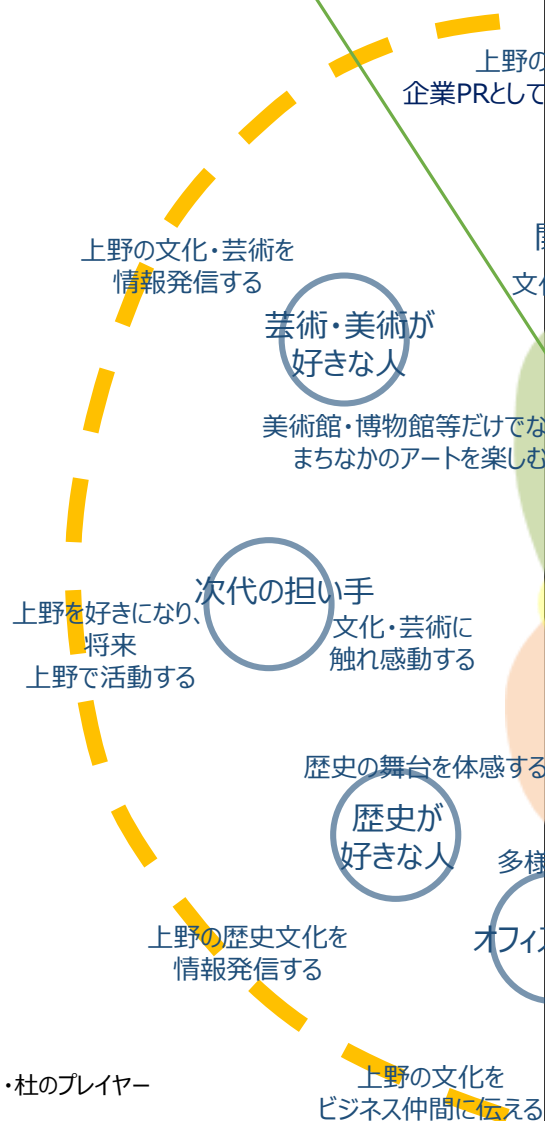 上野の
企業PRとして
文化
上野の文化・芸術を
情報発信する
芸術・美術が
好きな人
美術館・博物館等だけでな
まちなかのアートを楽しむ
次代の担い手
上野を好きになり、
将来
上野で活動する
文化・芸術に
触れ感動する
歴史の舞台を体感する
歴史が
好きな人
多様
オフィス
上野の歴史文化を
情報発信する
・杜のプレイヤー
上野の文化を
ビジネス仲間に伝える